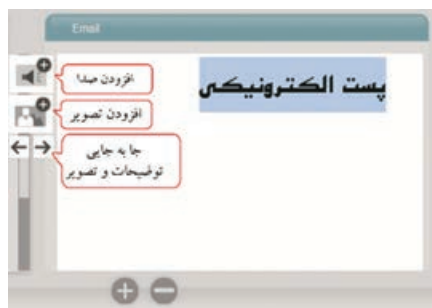 Email
پست الکترونیکی
افزودن صدا
افزودن تصویر
جا به جایی
توضیحات و تصویر